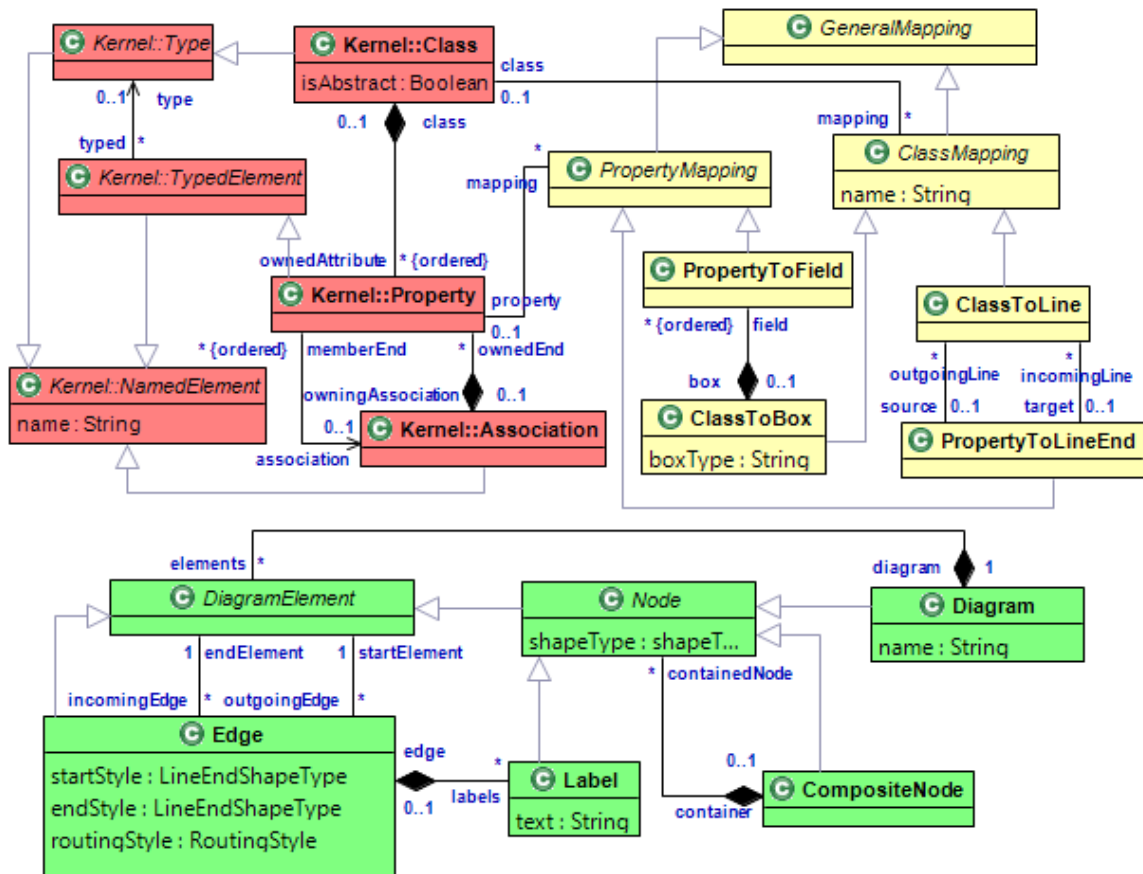 Kernel::Type
Kernel::Class
isAbstract : Boolean
GeneralMapping
class
0..1
0..1
type
0..1
class
mapping
*
typed
*
Kernel::TypedElement
*
mapping
PropertyMapping
ClassMapping
name : String
ownedAttribute
* {ordered}
Kernel::Property
property
0..1
PropertyToField
ClassToLine
* {ordered}
memberEnd
*
ownedEnd
* {ordered}
field
*
outgoingLine
*
incomingLine
Kernel::NamedElement
name : String
owningAssociation
0..1
box
0..1
source
0..1
target
0..1
0..1
association
Kernel::Association
ClassToBox
boxType : String
PropertyToLineEnd
elements
*
diagram
1
DiagramElement
Node
shapeType : shapeT...
Diagram
name : String
1
endElement
1
startElement
*
containedNode
incomingEdge
*
outgoingEdge
*
Edge
startStyle : LineEndShapeType
endStyle : LineEndShapeType
routingStyle : RoutingStyle
edge
0..1
*
labels
Label
text : String
0..1
container
CompositeNode